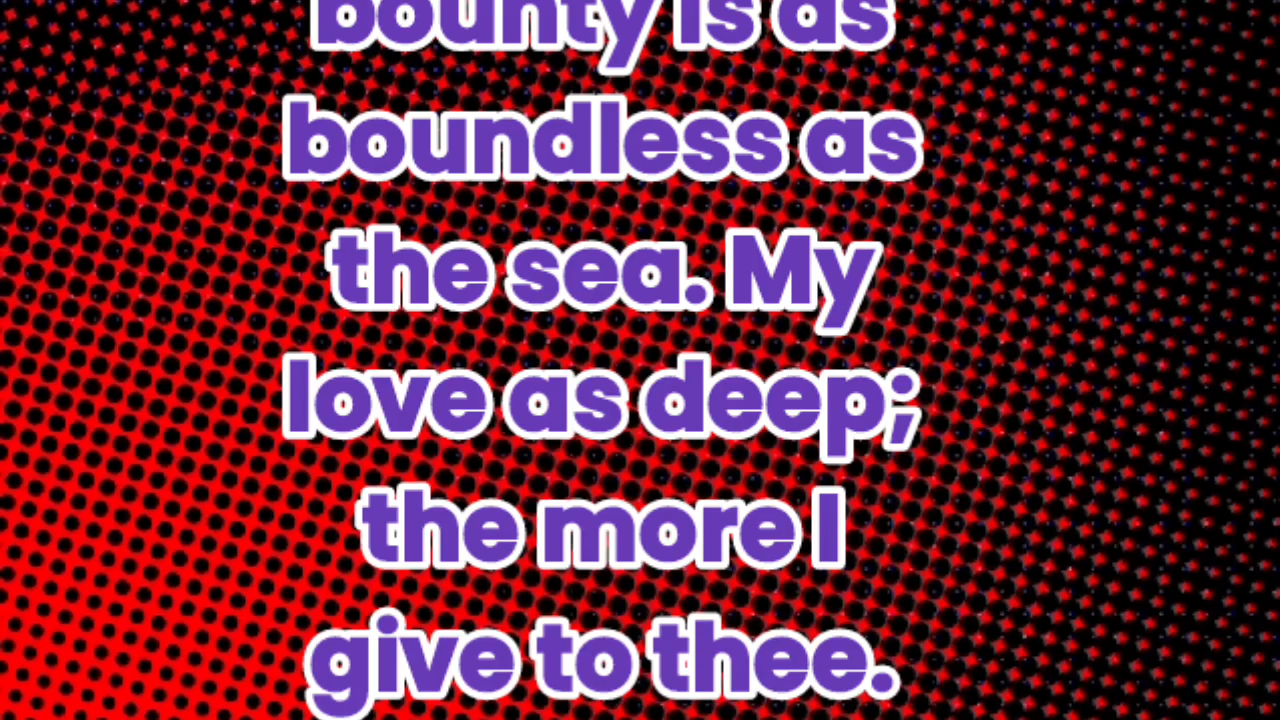 bounty is as
boundless as
the sea. My
love as deep;
the more I
give to thee.